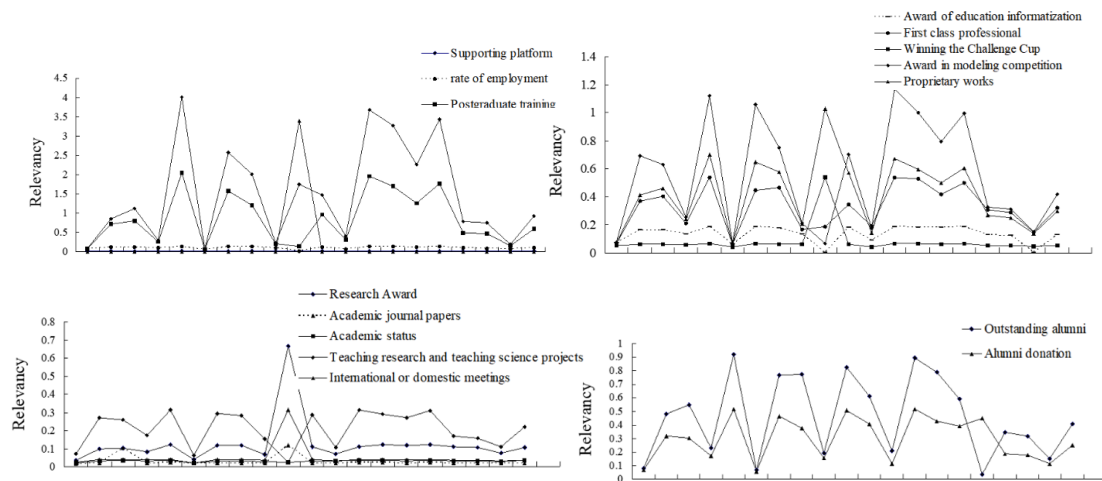 Supporting platform
rate of employment
Postgraduate training
4.5
4
3.5
3
2.5
2
1.5
1
0.5
0
Relevancy
Award of education informatization
First class professional
Winning the Challenge Cup
Award in modeling competition
Proprietary works
1.4
1.2
1
0.8
0.6
0.4
0.2
0
Relevancy
Research Award
Academic journal papers
Academic status
Teaching research and teaching science projects
International or domestic meetings
0.8
0.7
0.6
0.5
0.4
0.3
0.2
0.1
0
Relevancy
Outstanding alumni
Alumni donation
1
0.9
0.8
0.7
0.6
0.5
0.4
0.3
0.2
0.1
0
Relevancy